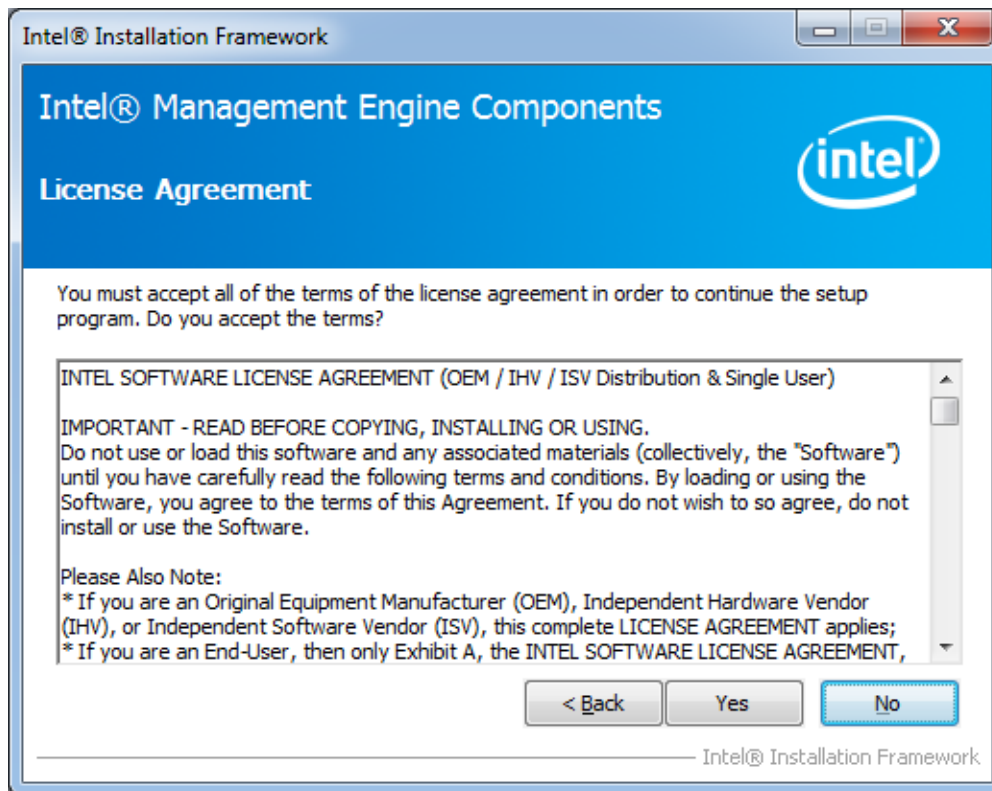 Intel® Installation Framework
Intel® Management Engine Components
intel
License Agreement
You must accept all of the terms of the license agreement in order to continue the setup
program. Do you accept the terms?
INTEL SOFTWARE LICENSE AGREEMENT (OEM / IHV / ISV Distribution & Single User)
IMPORTANT - READ BEFORE COPYING, INSTALLING OR USING.
Do not use or load this software and any associated materials (collectively, the "Software")
until you have carefully read the following terms and conditions. By loading or using the
Software, you agree to the terms of this Agreement. If you do not wish to so agree, do not
install or use the Software.
Please Also Note:
* If you are an Original Equipment Manufacturer (OEM), Independent Hardware Vendor
(IHV), or Independent Software Vendor (ISV), this complete LICENSE AGREEMENT applies;
* If you are an End-User, then only Exhibit A, the INTEL SOFTWARE LICENSE AGREEMENT,
< Back
Yes
No
Intel® Installation Framework